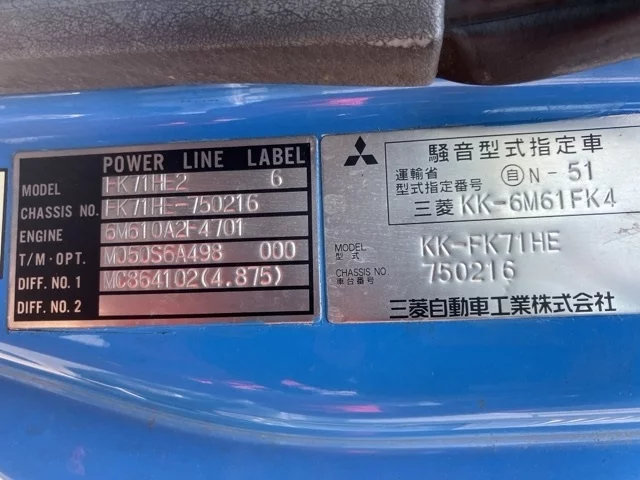 POWER LINE LABEL
MODEL FK71HE2 6
CHASSIS NO. FK71HE-750216
ENGINE 6M610A2F4701
T/M・OPT. M050S6A498 000
DIFF. NO. 1 MC864102(4.875)
DIFF. NO. 2
騒音型式指定車
運輸省
型式指定番号 自 N-51
三菱 KK-6M61FK4
MODEL
型式 KK-FK71HE
CHASSIS NO.
車台番号 750216
三菱自動車工業株式会社